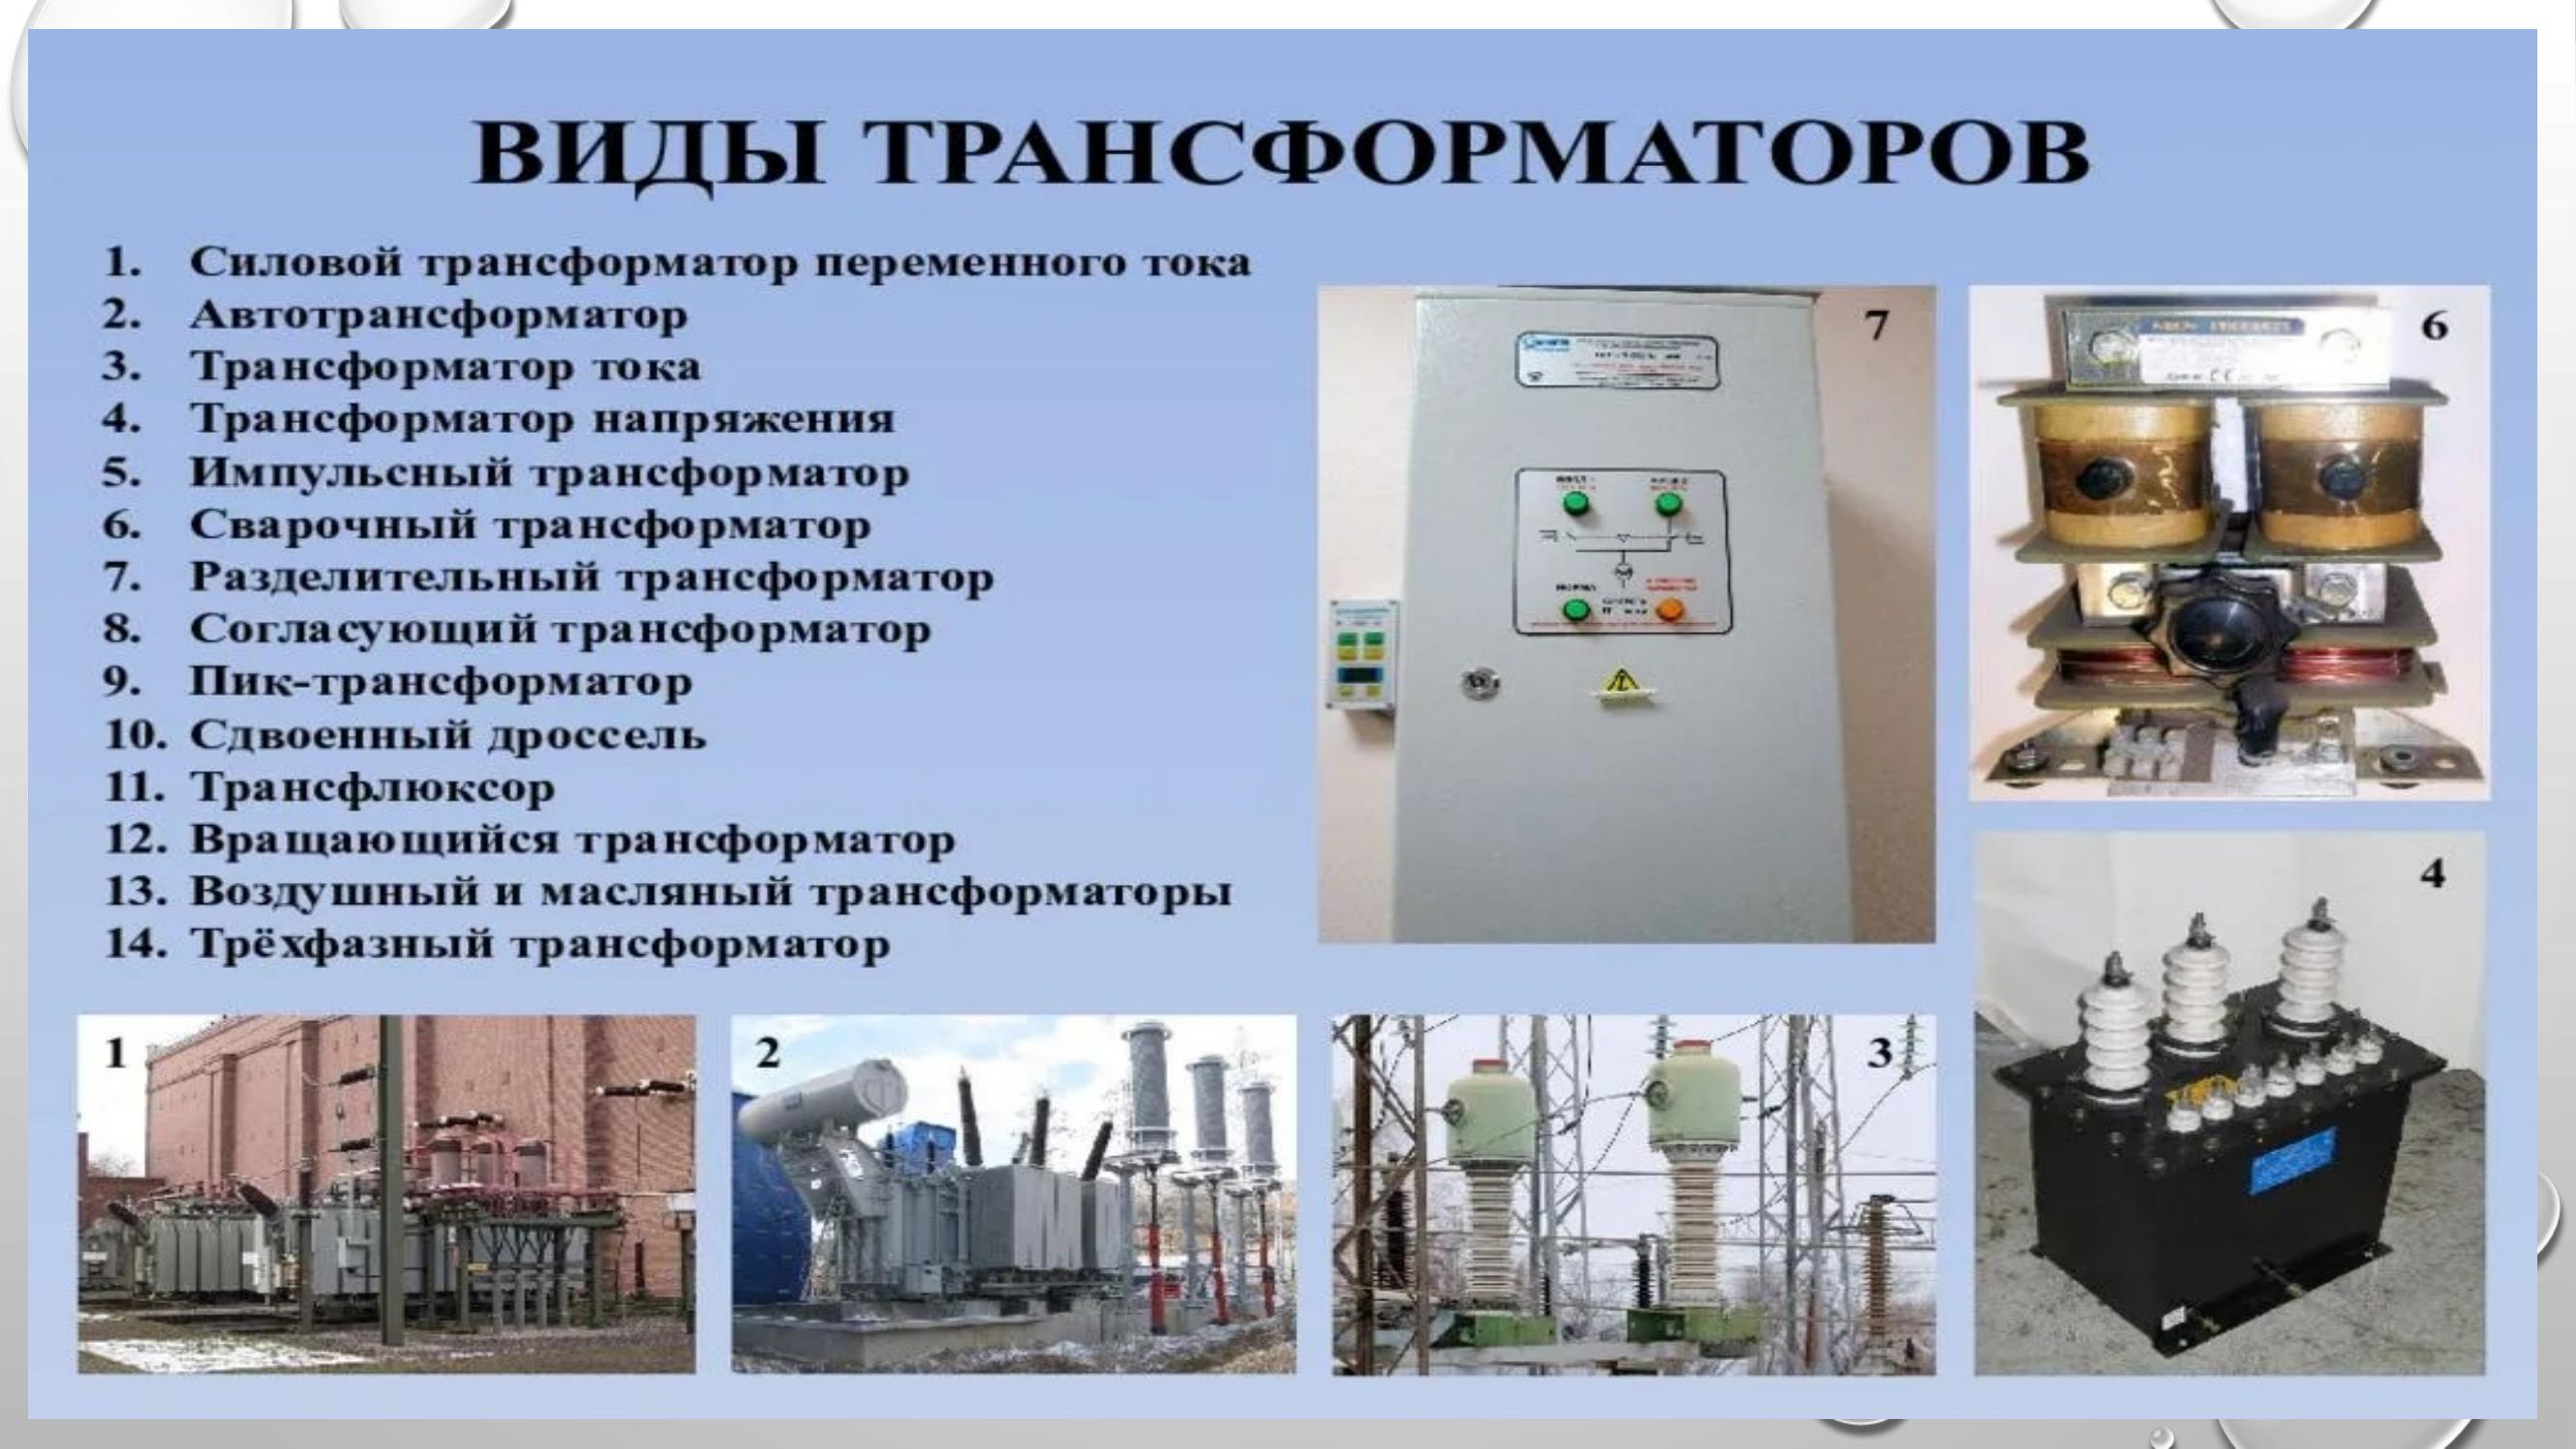 ВИДЫ ТРАНСФОРМАТОРОВ
1. Силовой трансформатор переменного тока
2. Автотрансформатор
3. Трансформатор тока
4. Трансформатор напряжения
5. Импульсный трансформатор
6. Сварочный трансформатор
7. Разделительный трансформатор
8. Согласующий трансформатор
9. Пик-трансформатор
10. Сдвоенный дроссель
11. Трансфлюксор
12. Вращающийся трансформатор
13. Воздушный и масляный трансформаторы
14. Трёхфазный трансформатор
7
6
4
1
2
3